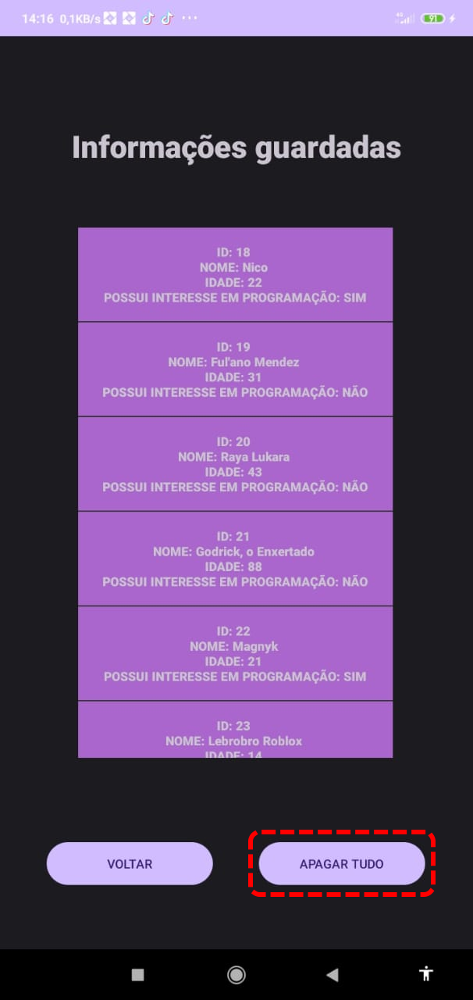 14:16 0,1KB/s
4G 91
Informações guardadas
ID: 18
NOME: Nico
IDADE: 22
POSSUI INTERESSE EM PROGRAMAÇÃO: SIM
ID: 19
NOME: Ful'ano Mendez
IDADE: 31
POSSUI INTERESSE EM PROGRAMAÇÃO: NÃO
ID: 20
NOME: Raya Lukara
IDADE: 43
POSSUI INTERESSE EM PROGRAMAÇÃO: NÃO
ID: 21
NOME: Godrick, o Enxertado
IDADE: 88
POSSUI INTERESSE EM PROGRAMAÇÃO: NÃO
ID: 22
NOME: Magnyk
IDADE: 21
POSSUI INTERESSE EM PROGRAMAÇÃO: SIM
ID: 23
NOME: Lebrobro Roblox
IDADE: 14
VOLTAR
APAGAR TUDO